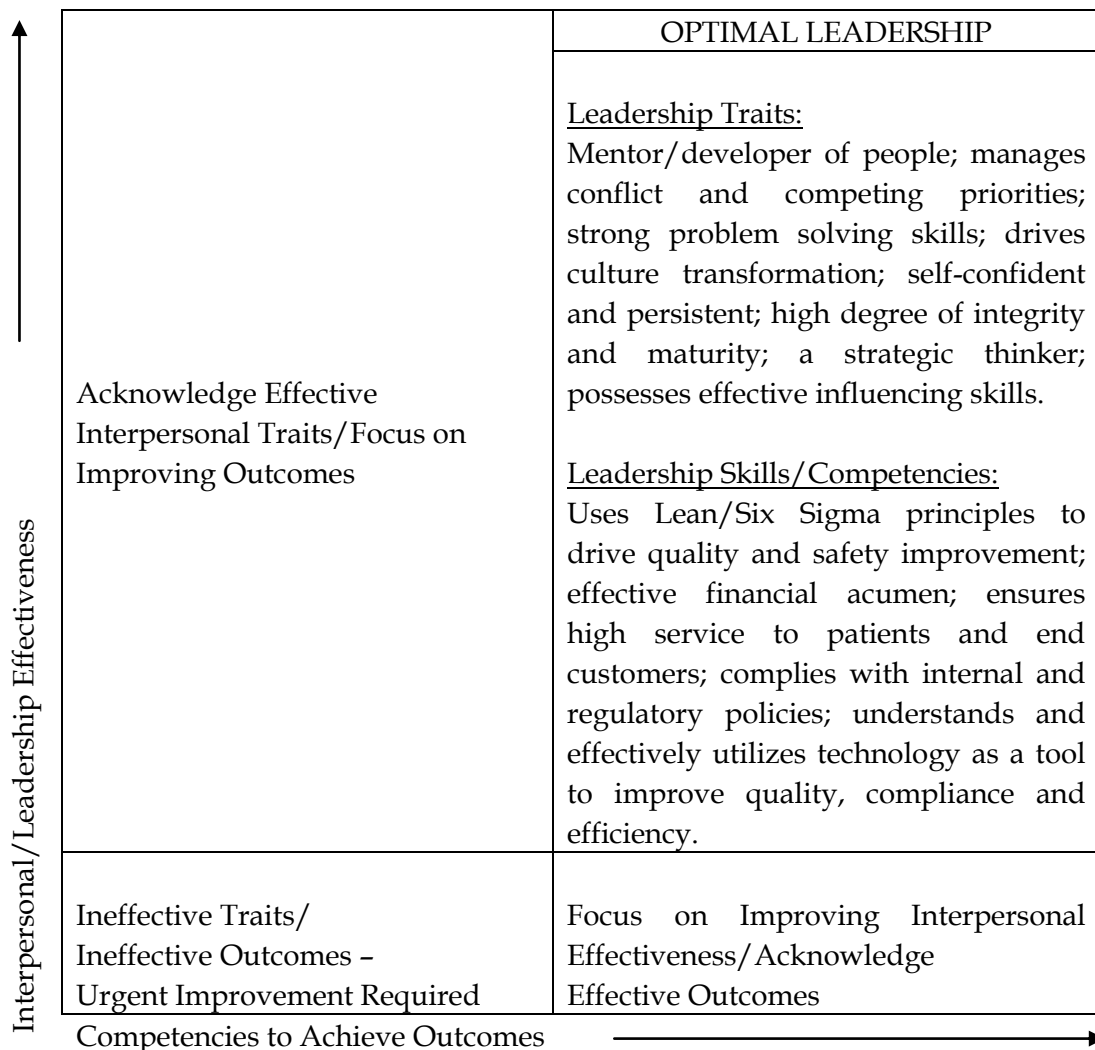 OPTIMAL LEADERSHIP
Leadership Traits:
Mentor/developer of people; manages
conflict and competing priorities;
strong problem solving skills; drives
culture transformation; self-confident
and persistent; high degree of integrity
and maturity; a strategic thinker;
possesses effective influencing skills.
Acknowledge Effective
Interpersonal Traits/Focus on
Improving Outcomes
Leadership Skills/Competencies:
Uses Lean/Six Sigma principles to
drive quality and safety improvement;
effective financial acumen; ensures
high service to patients and end
customers; complies with internal and
regulatory policies; understands and
effectively utilizes technology as a tool
to improve quality, compliance and
efficiency.
Interpersonal/Leadership Effectiveness
Ineffective Traits/
Ineffective Outcomes –
Urgent Improvement Required
Focus on Improving Interpersonal
Effectiveness/Acknowledge
Effective Outcomes
Competencies to Achieve Outcomes